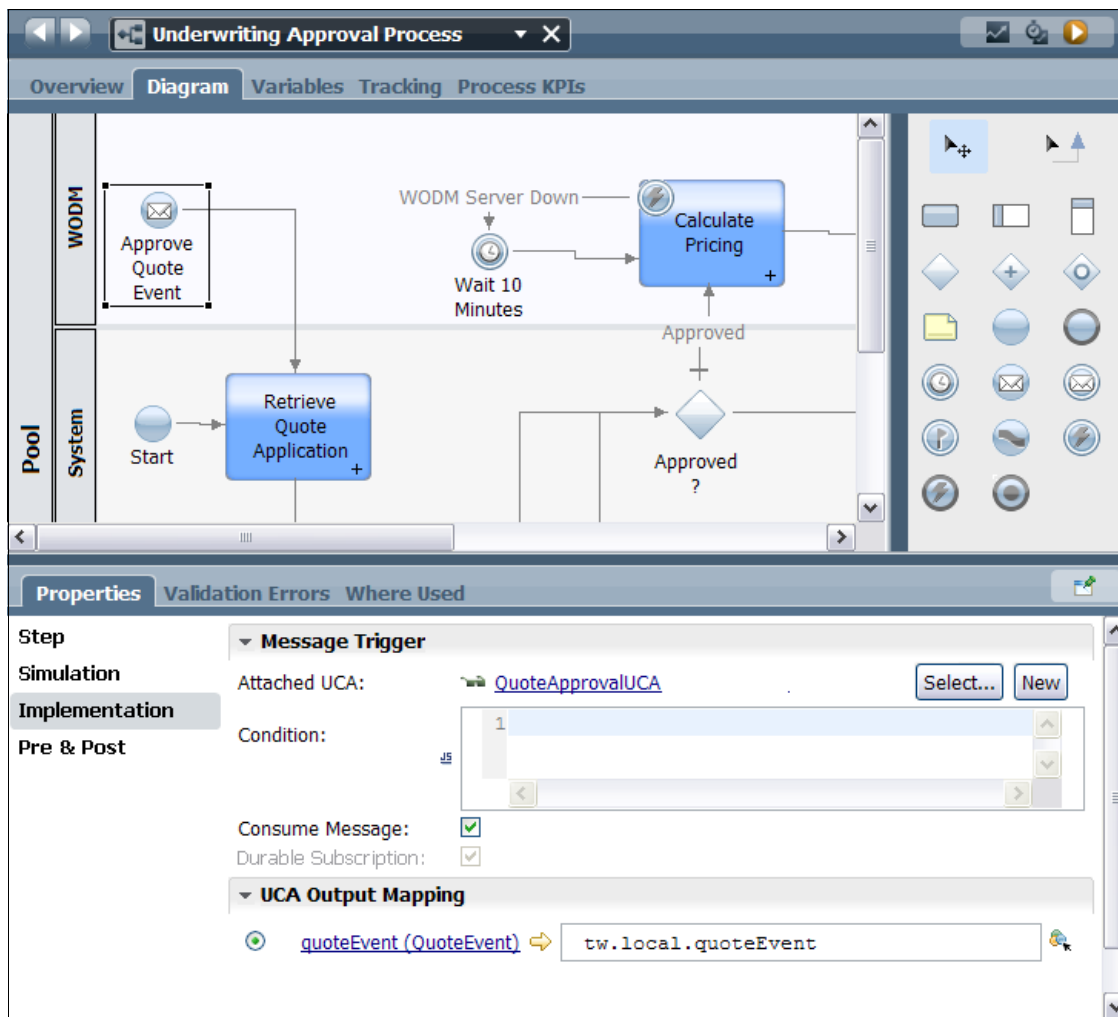 Underwriting Approval Process
Overview Diagram Variables Tracking Process KPIs
Pool
WODM
System
Approve
Quote
Event
WODM Server Down
Wait 10
Minutes
Calculate
Pricing
+
Approved
Start
Retrieve
Quote
Application
+
Approved
?
Properties Validation Errors Where Used
Step
Simulation
Implementation
Pre & Post
Message Trigger
Attached UCA: QuoteApprovalUCA Select... New
Condition: JS 1
Consume Message:
Durable Subscription:
UCA Output Mapping
quoteEvent (QuoteEvent) tw.local.quoteEvent